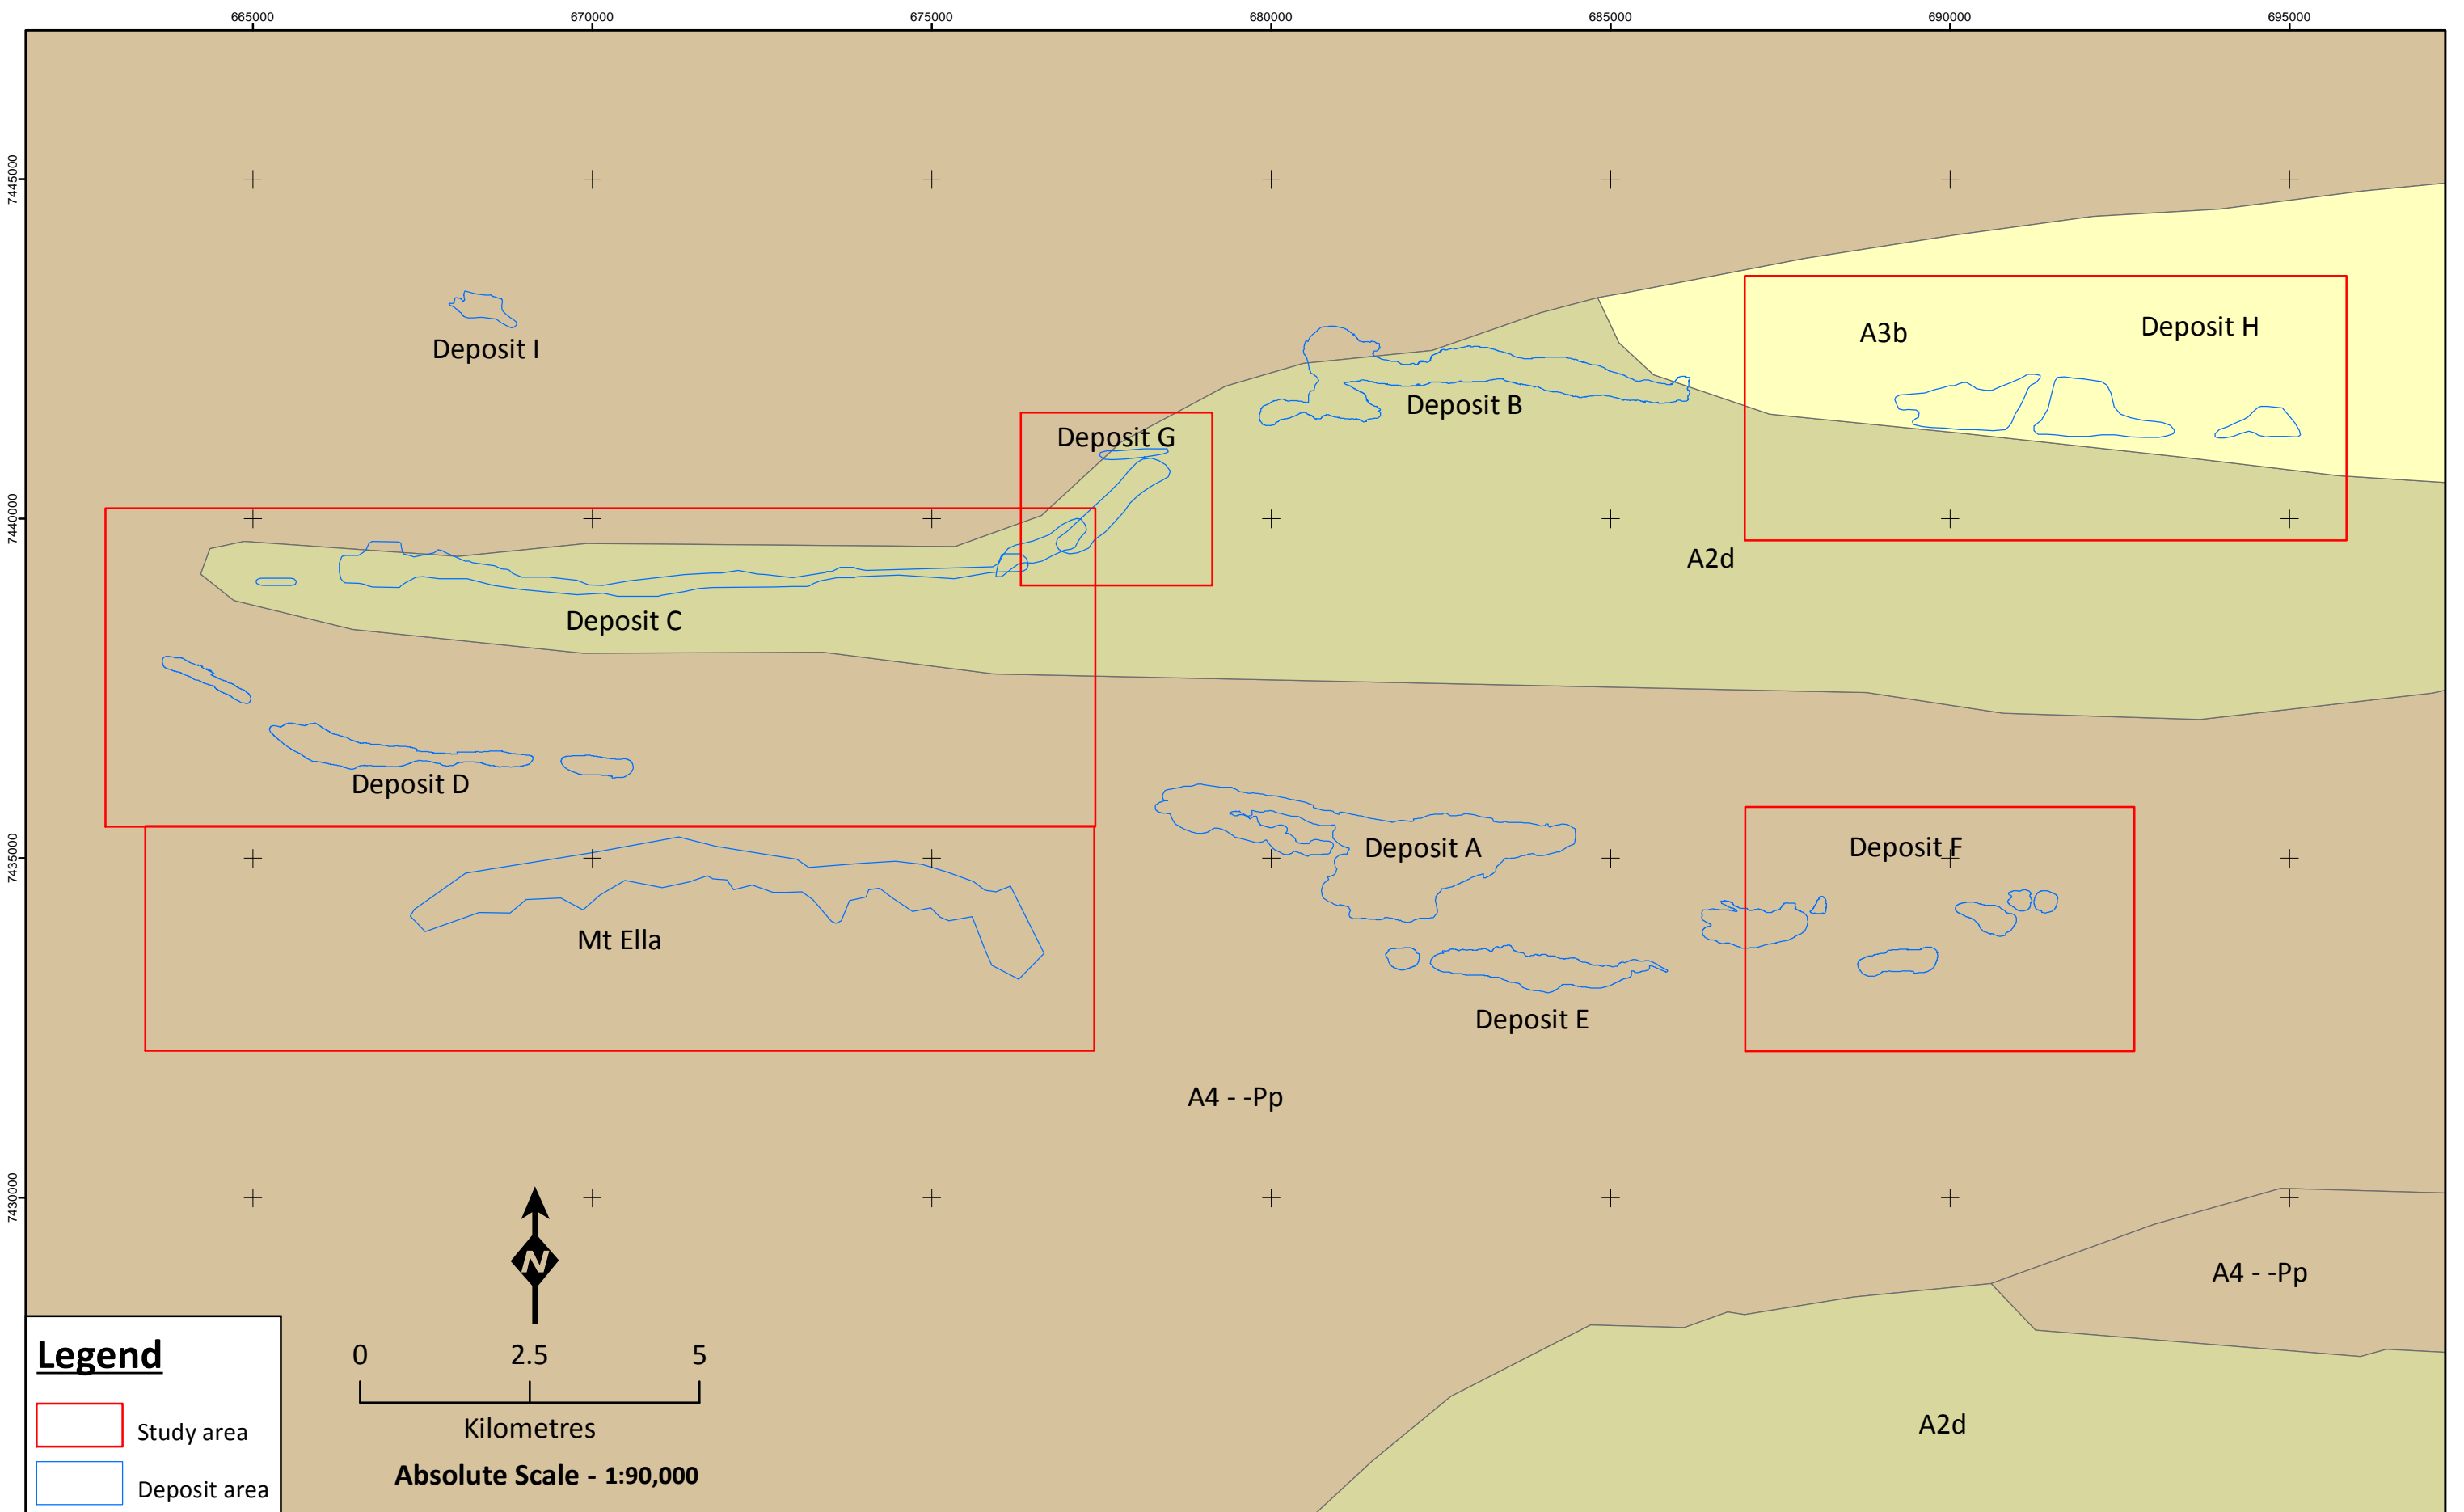 665000 670000 675000 680000 685000 690000 695000
7445000
7440000
7435000
7430000
Deposit I
A3b
Deposit H
Deposit B
Deposit G
A2d
Deposit C
Deposit D
Deposit A
Deposit F
Mt Ella
Deposit E
A4 - -Pp
A4 - -Pp
A2d
N
0 2.5 5
Kilometres
Absolute Scale - 1:90,000
Legend
Study area
Deposit area